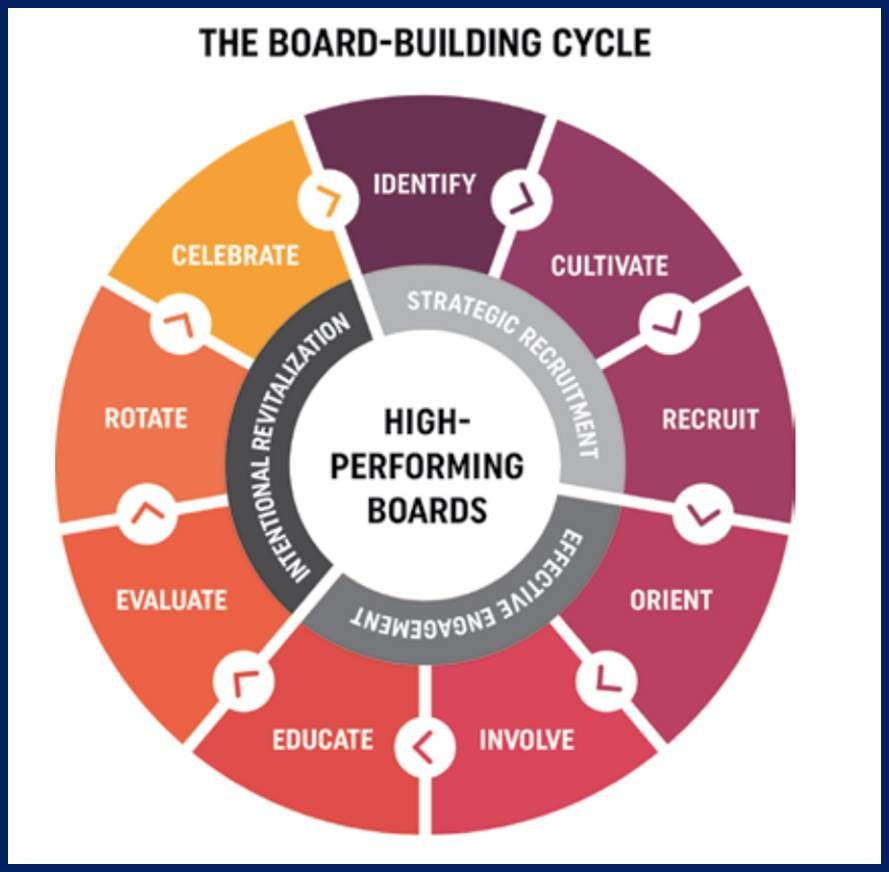 THE BOARD-BUILDING CYCLE
IDENTIFY
CULTIVATE
RECRUIT
ORIENT
INVOLVE
EDUCATE
EVALUATE
ROTATE
CELEBRATE
STRATEGIC RECRUITMENT
EFFECTIVE ENGAGEMENT
INTENTIONAL REVITALIZATION
HIGH-
PERFORMING
BOARDS